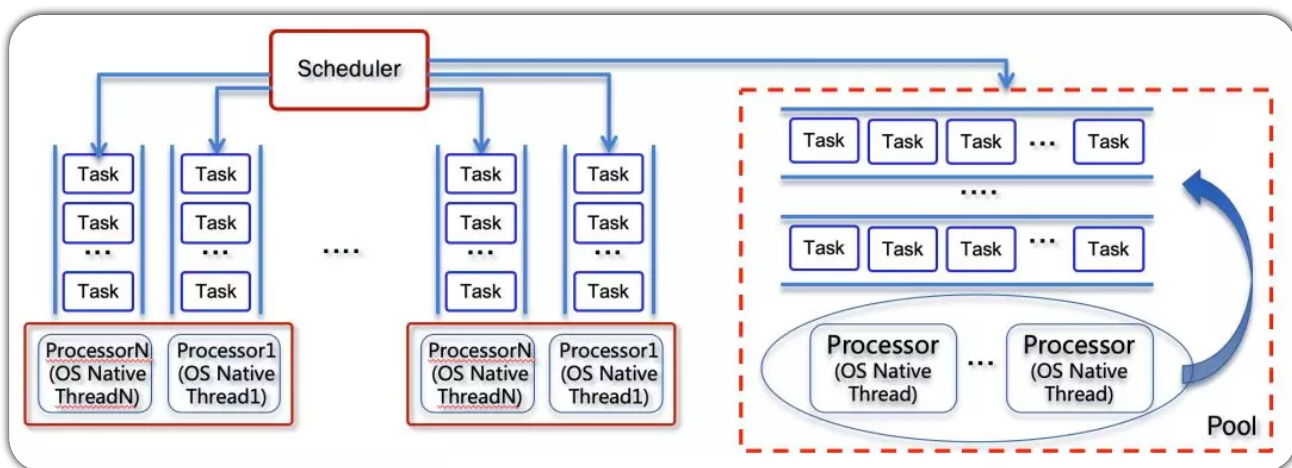 Scheduler
Task
Task
Task
Task
Task
Task
Task
Task
...
Task
Task
Task
Task
....
Task
...
...
....
...
...
Task
Task
Task
...
Task
Task
Task
Task
Task
ProcessorN
(OS Native
ThreadN)
Processor1
(OS Native
Thread1)
ProcessorN
(OS Native
ThreadN)
Processor1
(OS Native
Thread1)
Processor
(OS Native
Thread)
...
Processor
(OS Native
Thread)
Pool